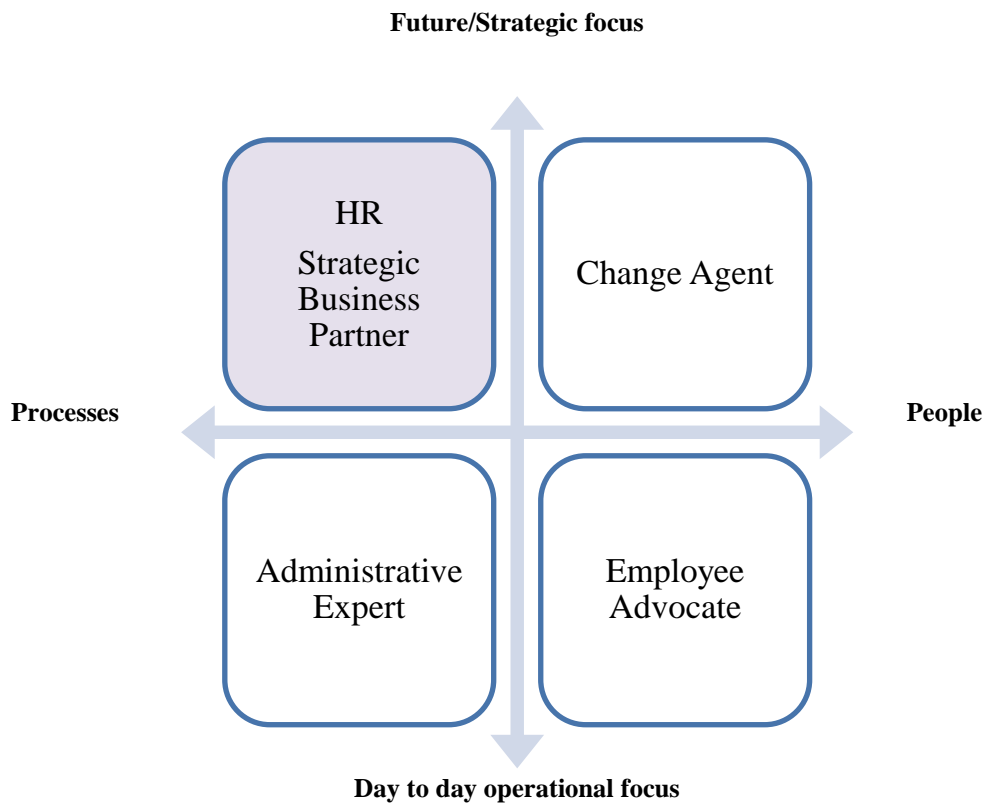 Future/Strategic focus
HR
Strategic
Business
Partner
Change Agent
Processes
People
Administrative
Expert
Employee
Advocate
Day to day operational focus